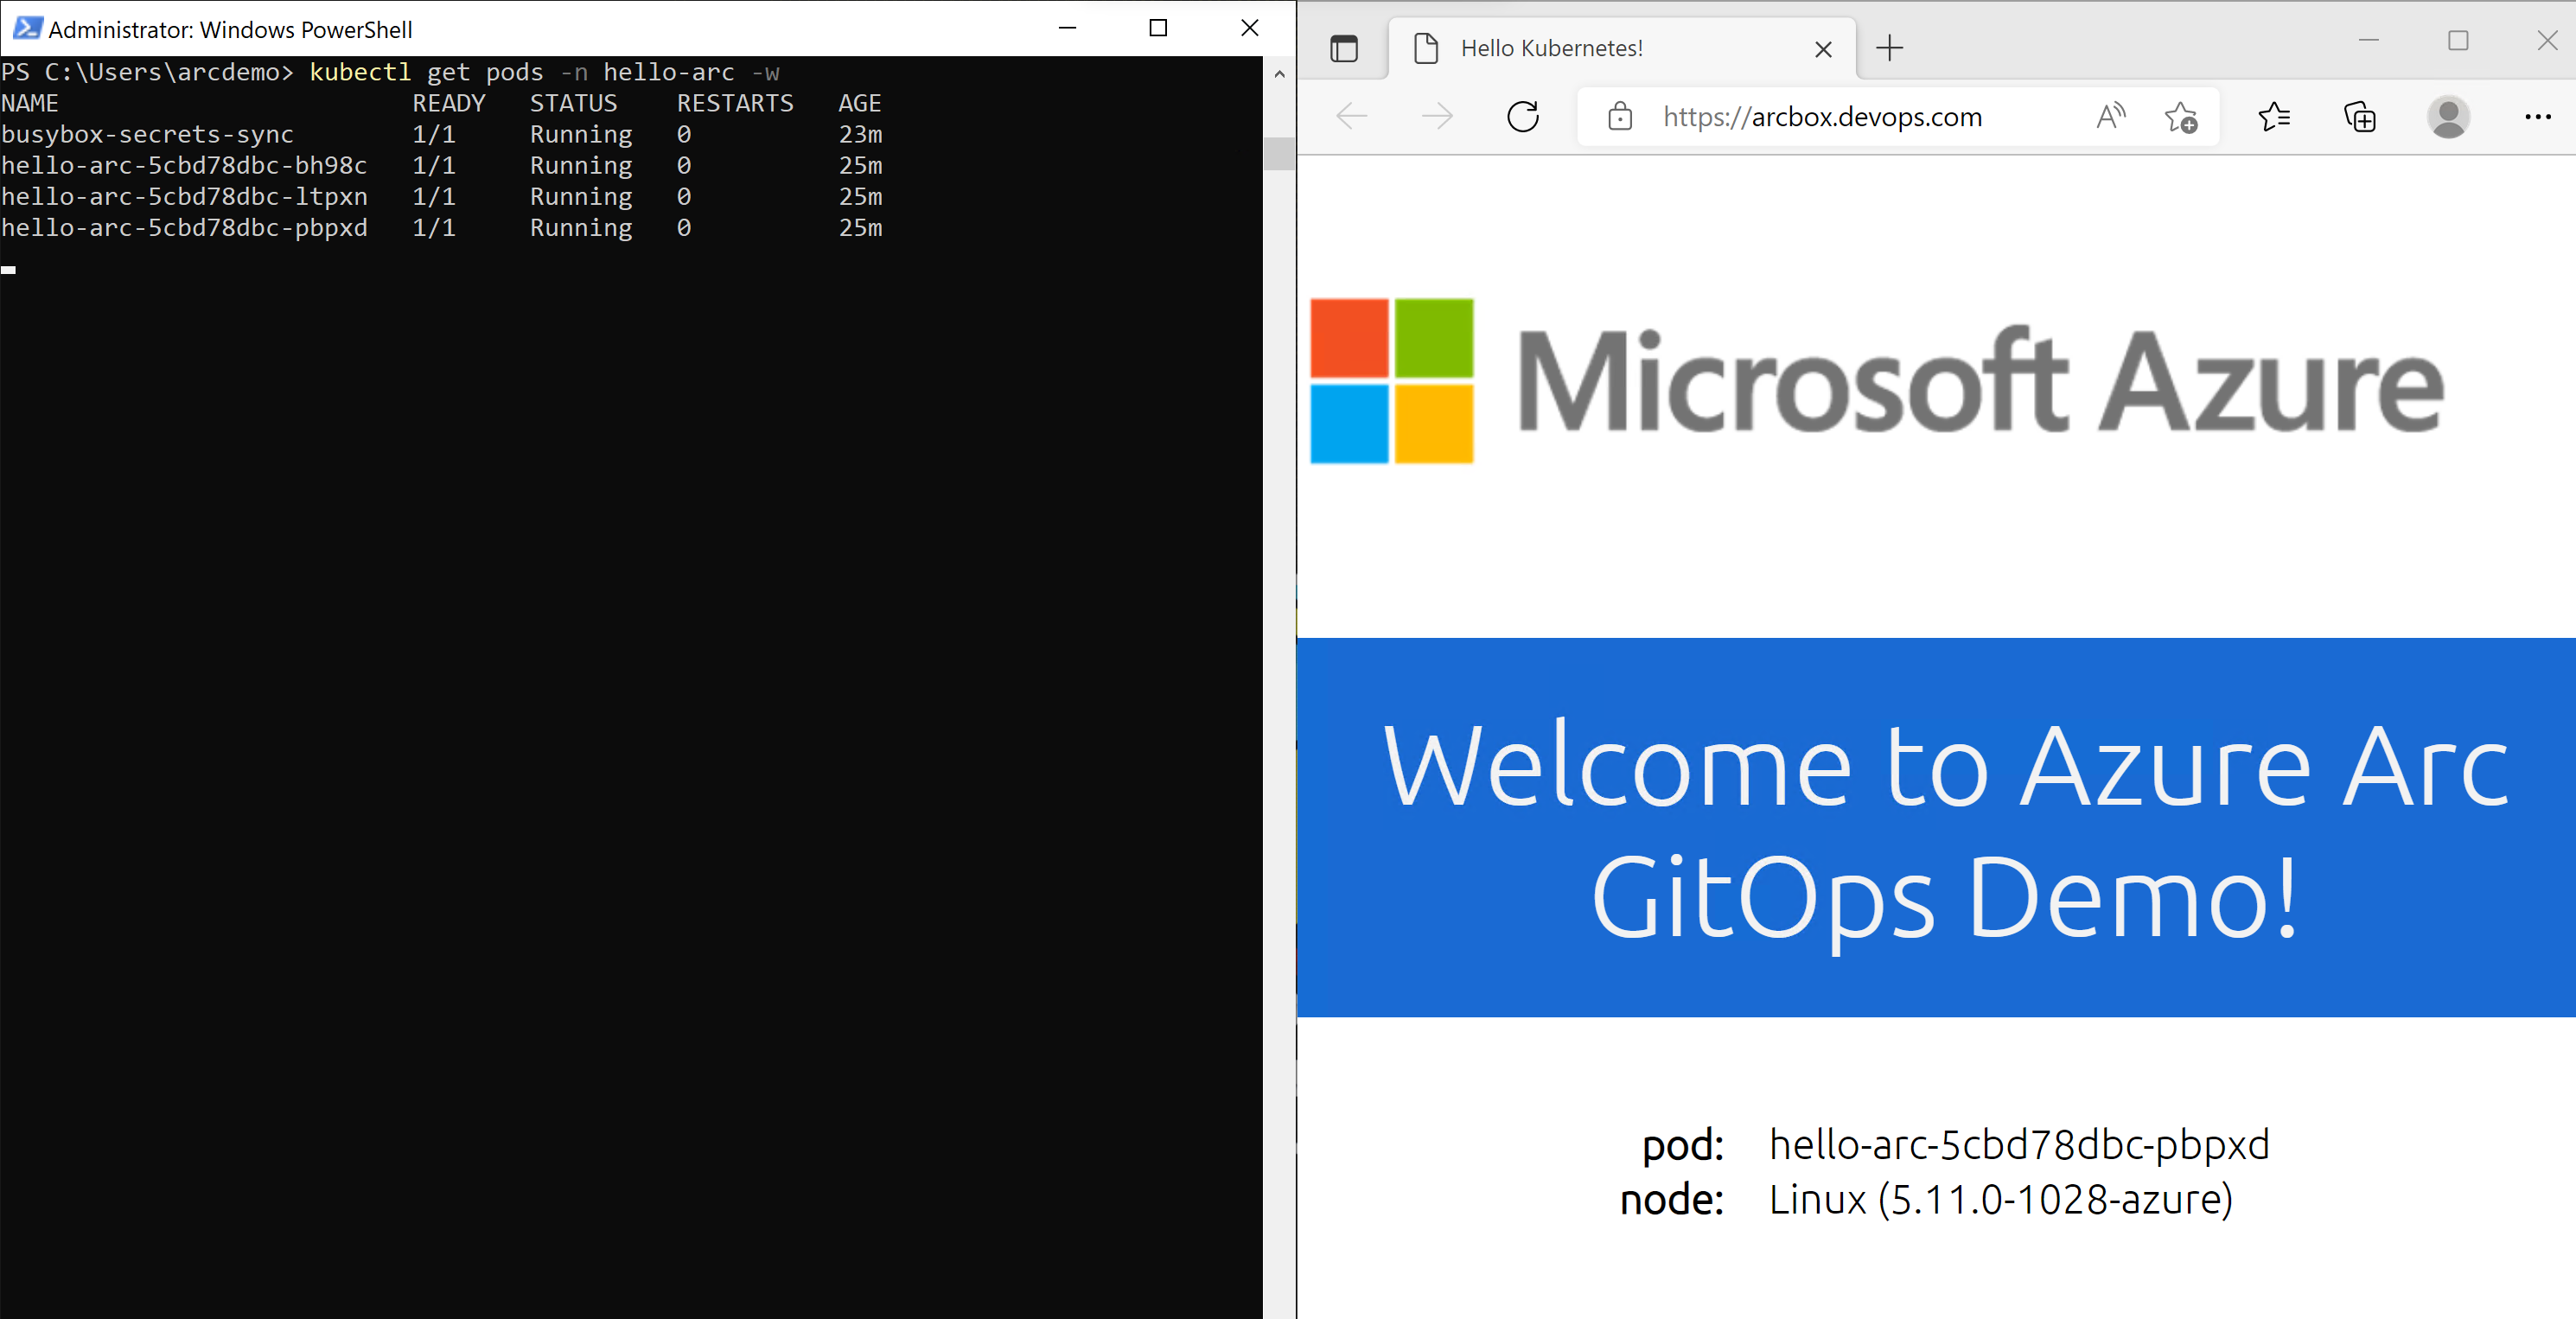 Administrator: Windows PowerShell
PS C:\Users\arcdemo> kubectl get pods -n hello-arc -w
NAME READY STATUS RESTARTS AGE
busybox-secrets-sync 1/1 Running 0 23m
hello-arc-5cbd78dbc-bh98c 1/1 Running 0 25m
hello-arc-5cbd78dbc-ltpxn 1/1 Running 0 25m
hello-arc-5cbd78dbc-pbpxd 1/1 Running 0 25m
Hello Kubernetes!
https://arcbox.devops.com
Microsoft Azure
Welcome to Azure Arc
GitOps Demo!
pod: hello-arc-5cbd78dbc-pbpxd
node: Linux (5.11.0-1028-azure)